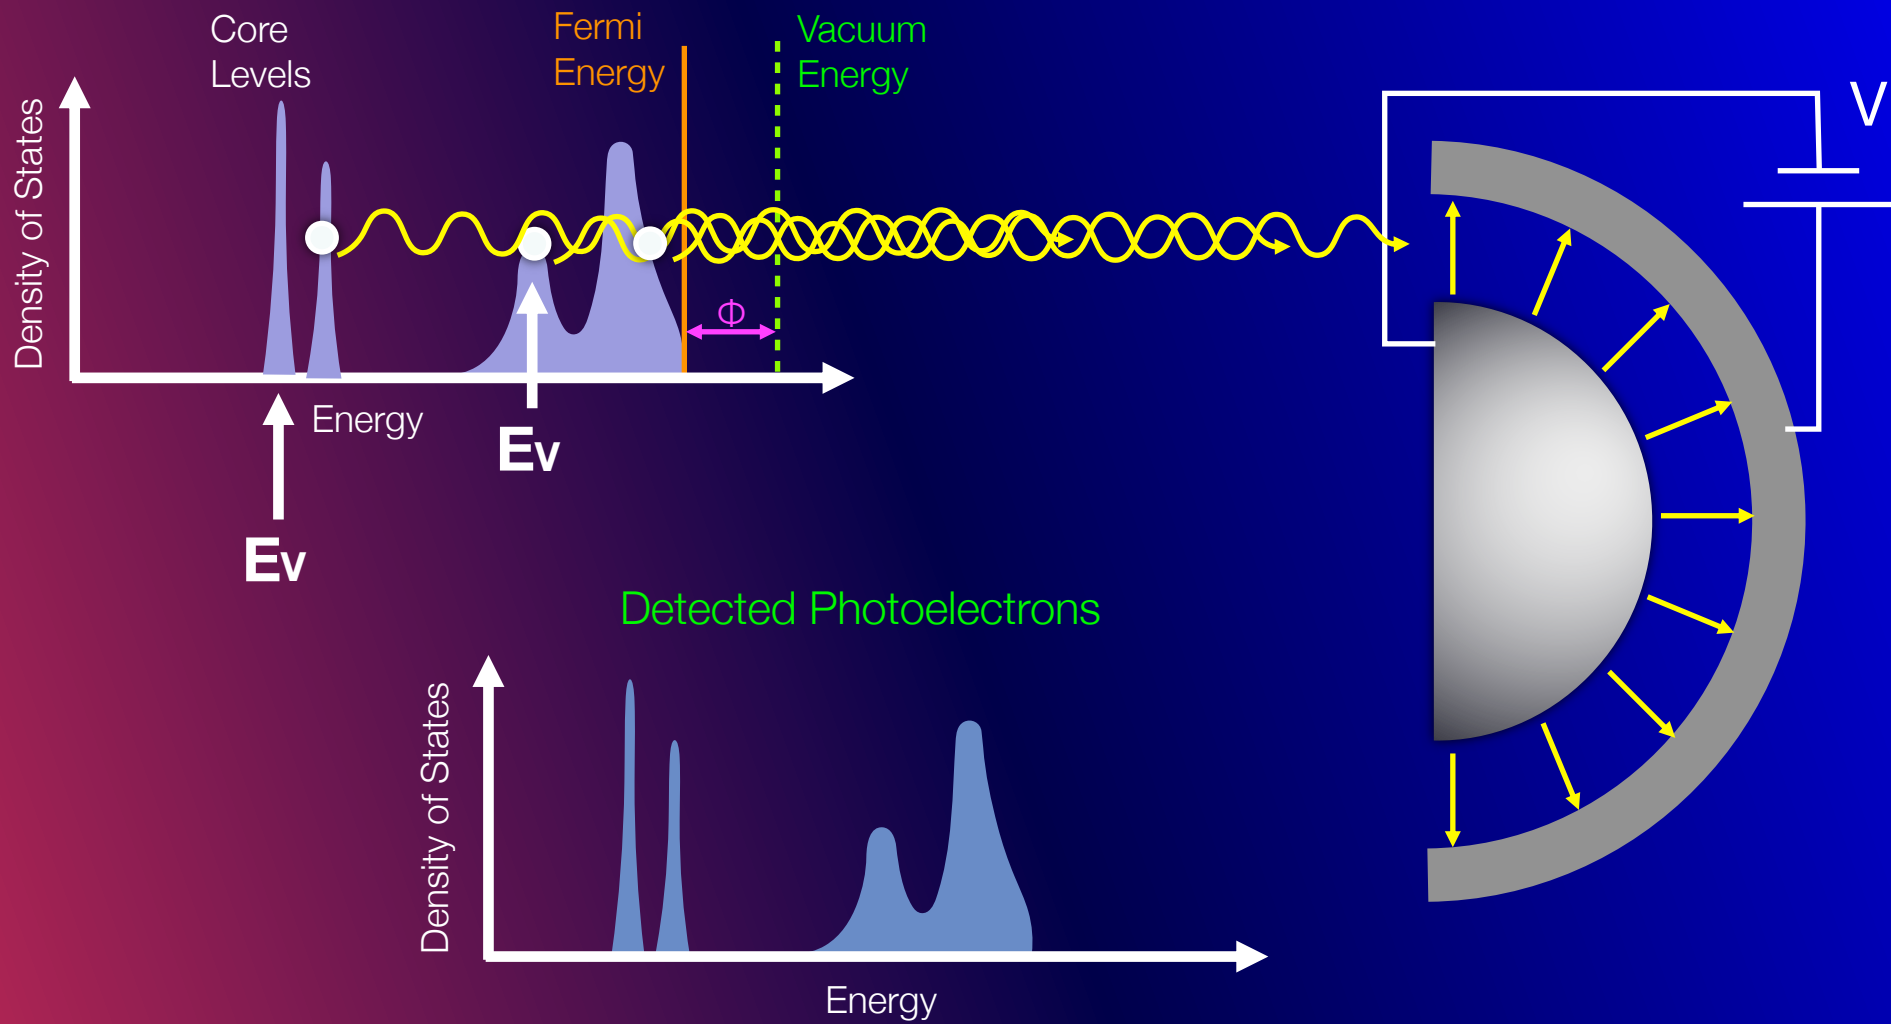 Core
Levels
Fermi
Energy
Vacuum
Energy
V
Density of States
Φ
Energy
Ev
Ev
Detected Photoelectrons
Density of States
Energy